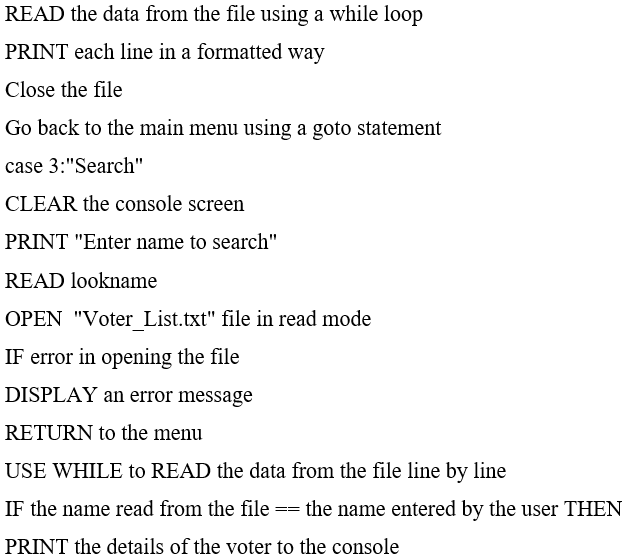 READ the data from the file using a while loop
PRINT each line in a formatted way
Close the file
Go back to the main menu using a goto statement
case 3:"Search"
CLEAR the console screen
PRINT "Enter name to search"
READ lookname
OPEN  "Voter_List.txt" file in read mode
IF error in opening the file
DISPLAY an error message
RETURN to the menu
USE WHILE to READ the data from the file line by line
IF the name read from the file == the name entered by the user THEN
PRINT the details of the voter to the console